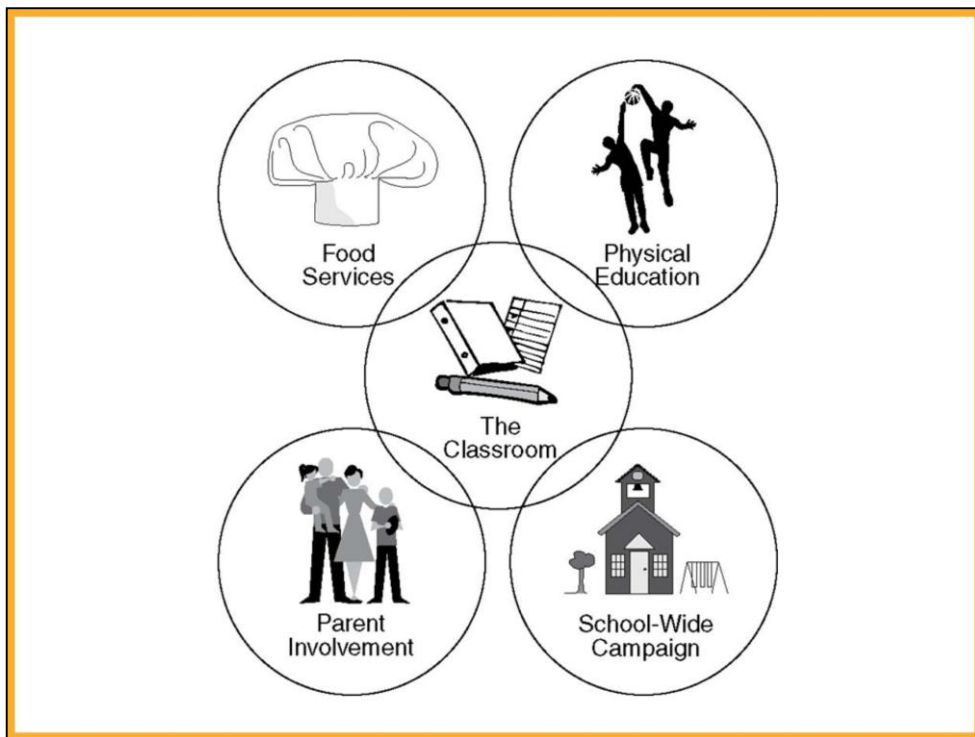 Food
Services
Physical
Education
The
Classroom
Parent
Involvement
School-Wide
Campaign